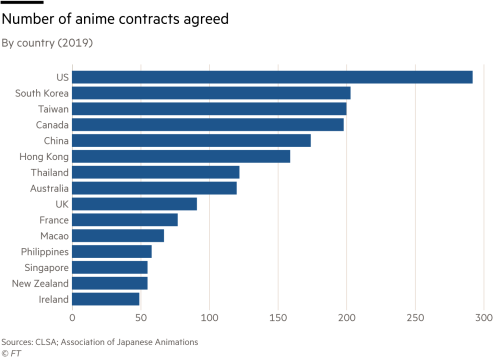 Number of anime contracts agreed
By country (2019)
US
South Korea
Taiwan
Canada
China
Hong Kong
Thailand
Australia
UK
France
Macao
Philippines
Singapore
New Zealand
Ireland
0 50 100 150 200 250 300
Sources: CLSA; Association of Japanese Animations
© FT